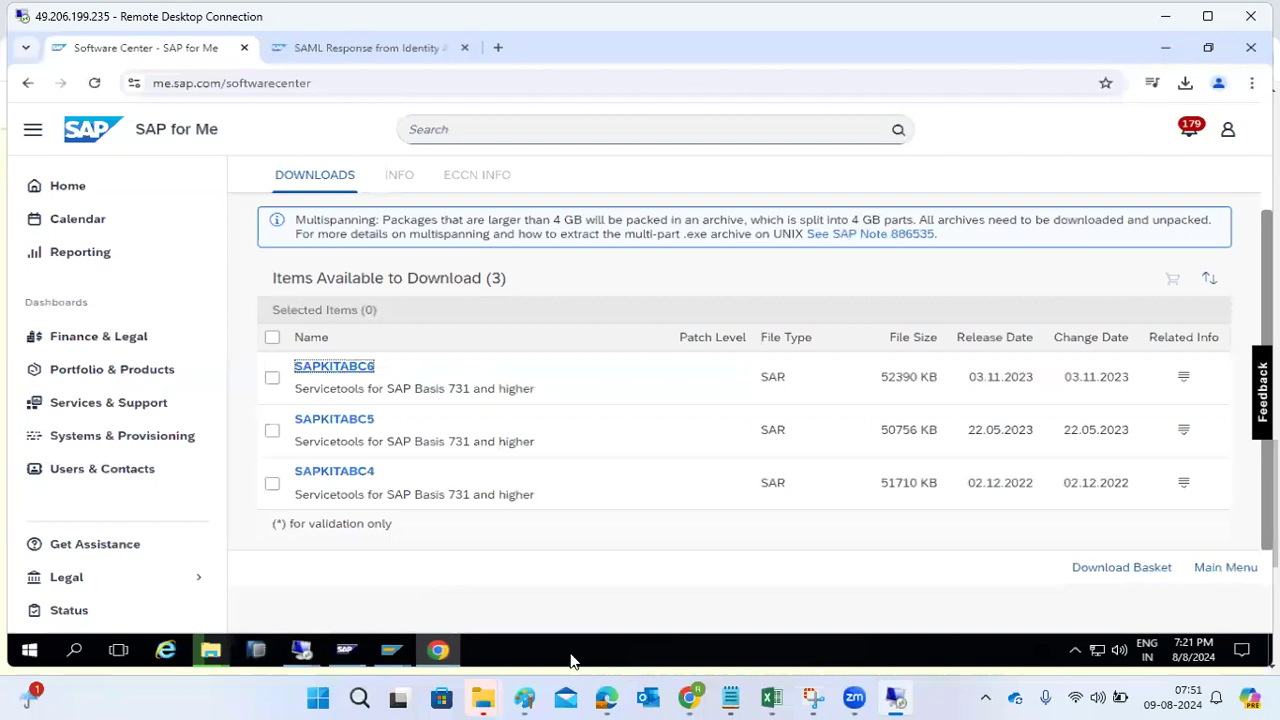 49.206.199.235 - Remote Desktop Connection
Software Center - SAP for Me
SAML Response from Identity
me.sap.com/softwarecenter
SAP
SAP for Me
Search
179
DOWNLOADS INFO ECCN INFO
Home
Calendar
Reporting
Dashboards
Finance & Legal
Portfolio & Products
Services & Support
Systems & Provisioning
Users & Contacts
Get Assistance
Legal
Status
Multispanning: Packages that are larger than 4 GB will be packed in an archive, which is split into 4 GB parts. All archives need to be downloaded and unpacked.
For more details on multispanning and how to extract the multi-part .exe archive on UNIX See SAP Note 886535.
Items Available to Download (3)
Selected Items (0)
Name Patch Level File Type File Size Release Date Change Date Related Info
SAPKITABC6
Servicetools for SAP Basis 731 and higher
SAR 52390 KB 03.11.2023 03.11.2023
SAPKITABC5
Servicetools for SAP Basis 731 and higher
SAR 50756 KB 22.05.2023 22.05.2023
SAPKITABC4
Servicetools for SAP Basis 731 and higher
SAR 51710 KB 02.12.2022 02.12.2022
(*) for validation only
Download Basket Main Menu
Feedback
SAP
ENG
IN
7:21 PM
8/8/2024
1
R
zm
PRE
07:51
09-08-2024